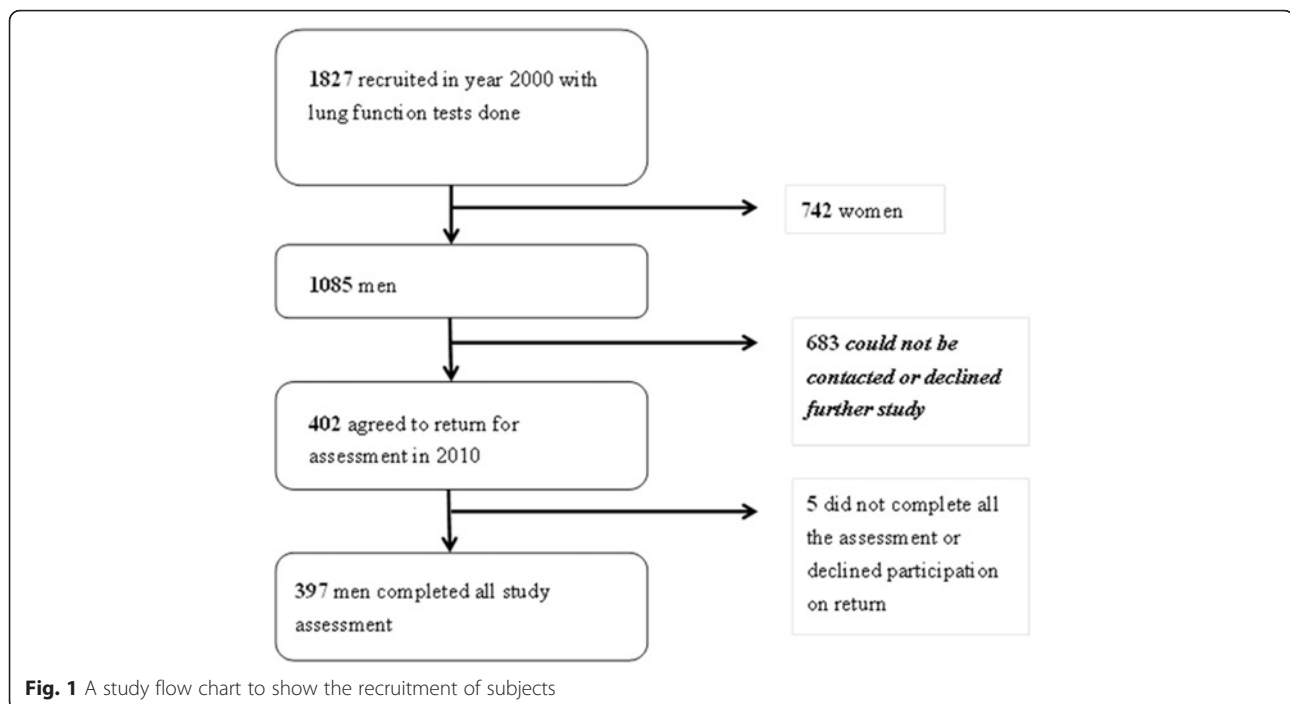 1827 recruited in year 2000 with
lung function tests done
742 women
1085 men
683 could not be
contacted or declined
further study
402 agreed to return for
assessment in 2010
5 did not complete all
the assessment or
declined participation
on return
397 men completed all study
assessment
Fig. 1 A study flow chart to show the recruitment of subjects